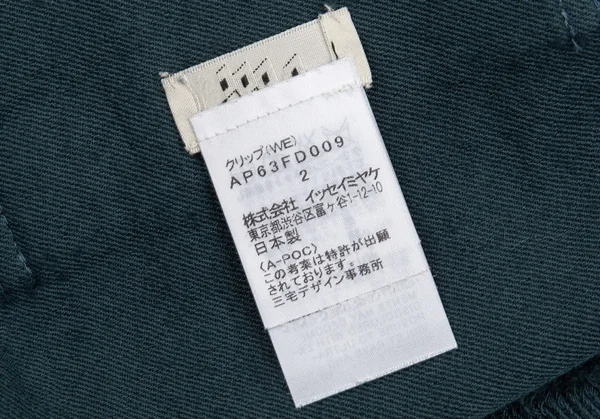 クリップ(WE)
AP63FD009
2
株式会社 イッセイミヤケ
東京都渋谷区富ヶ谷1-12-10
日本製
(A-POC)
この考案は特許が出願
されております。
三宅デザイン事務所